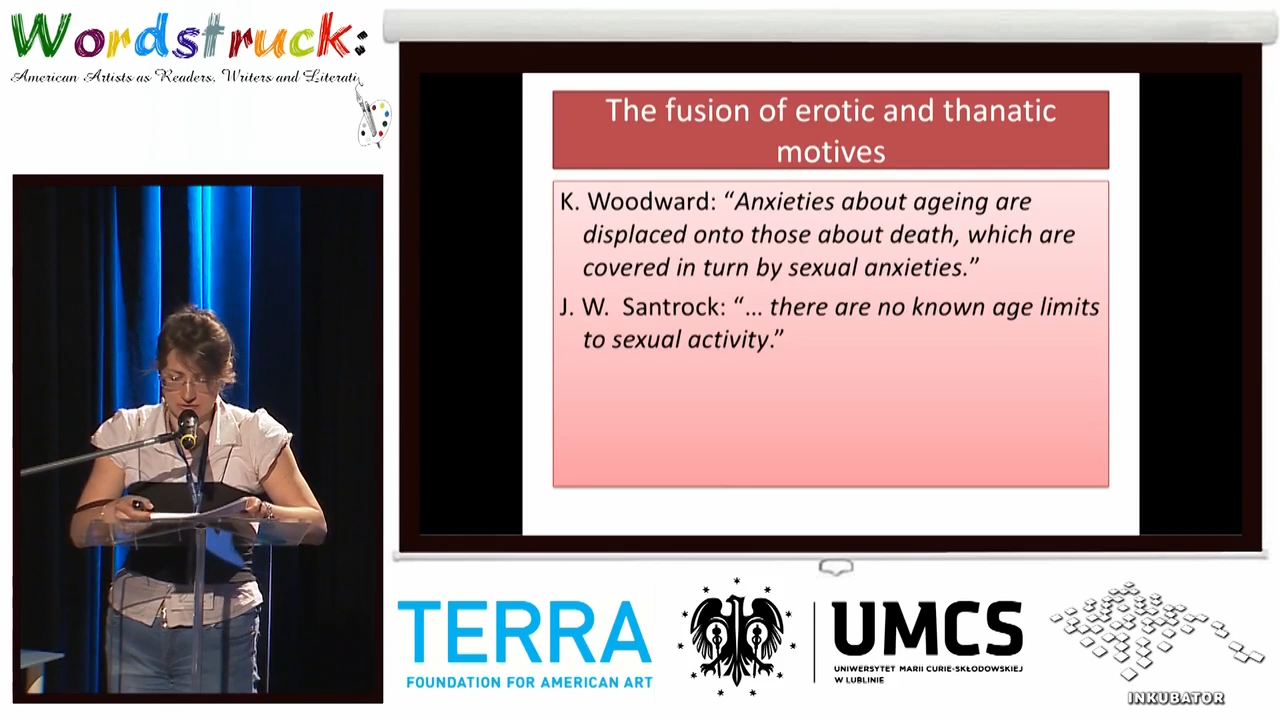 Wordstruck:
American Artists as Readers, Writers and Literati
The fusion of erotic and thanatic
motives
K. Woodward: “Anxieties about ageing are
displaced onto those about death, which are
covered in turn by sexual anxieties.”
J. W. Santrock: “… there are no known age limits
to sexual activity.”
TERRA
FOUNDATION FOR AMERICAN ART
UMCS
UNIWERSYTET MARII CURIE-SKŁODOWSKIEJ
W LUBLINIE
INKUBATOR